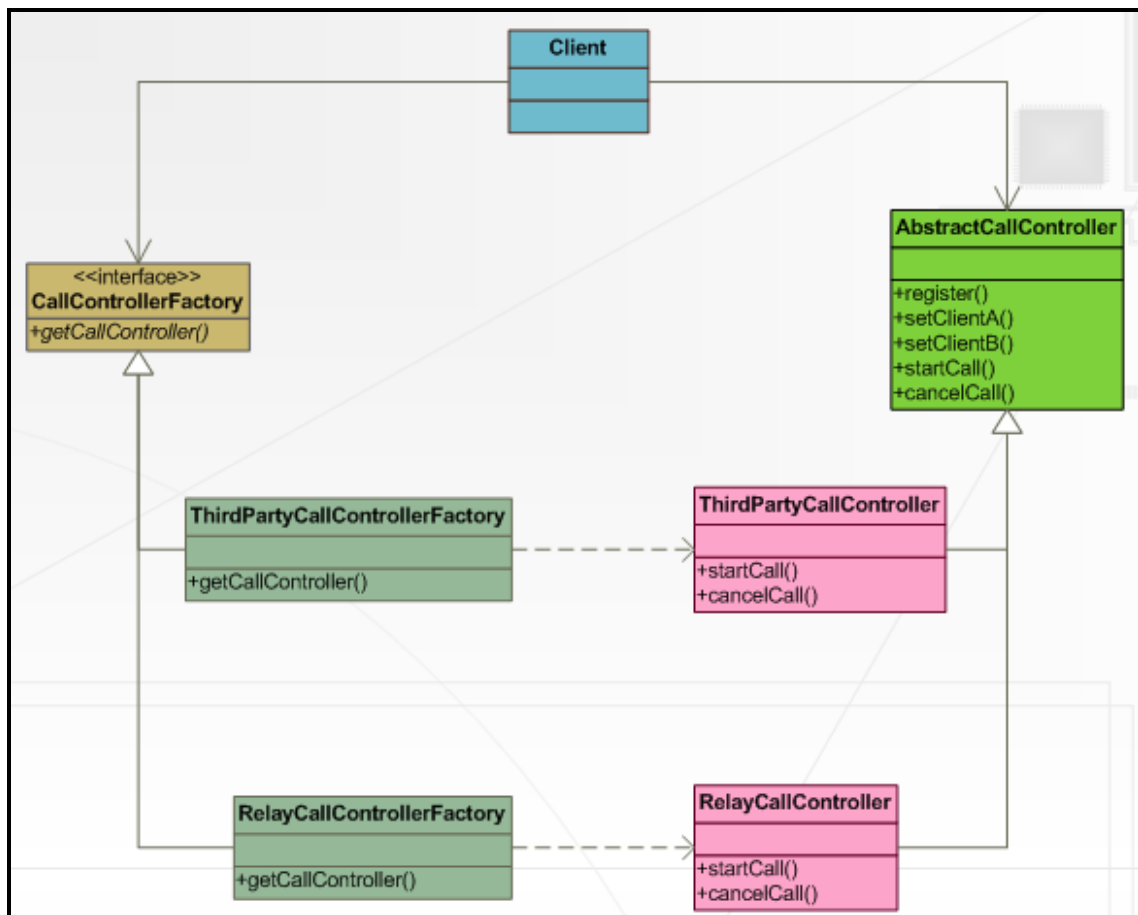 Client
AbstractCallController
+register()
+setClientA()
+setClientB()
+startCall()
+cancelCall()
<<interface>>
CallControllerFactory
+getCallController()
ThirdPartyCallControllerFactory
+getCallController()
ThirdPartyCallController
+startCall()
+cancelCall()
RelayCallControllerFactory
+getCallController()
RelayCallController
+startCall()
+cancelCall()